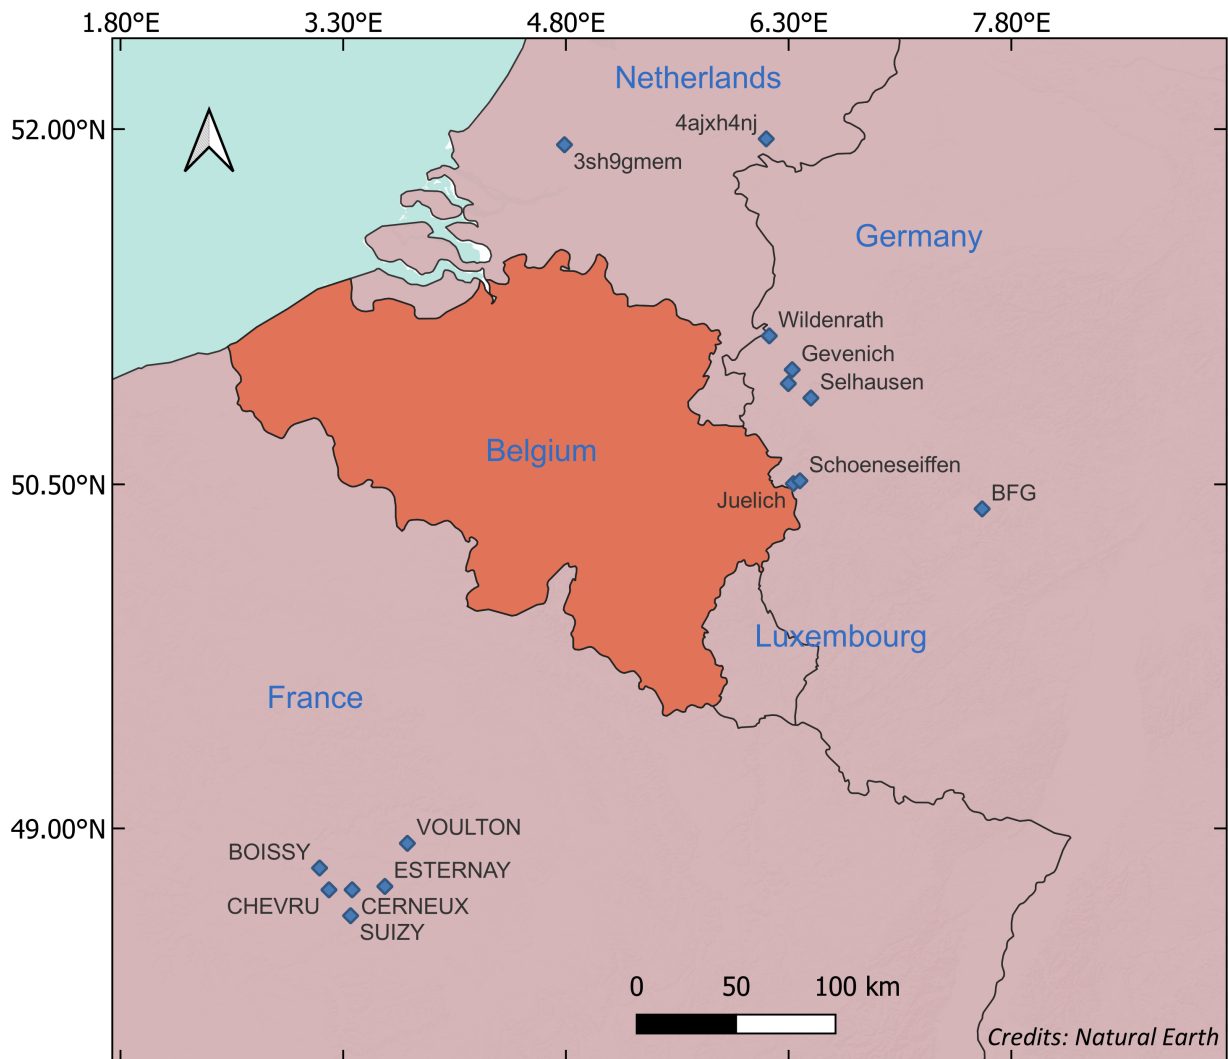 1.80°E 3.30°E 4.80°E 6.30°E 7.80°E
Netherlands
52.00°N
4ajxh4nj
3sh9gmem
Germany
Wildenrath
Gevenich
Selhausen
Belgium
Schoeneseiffen
50.50°N
Juelich
BFG
Luxembourg
France
49.00°N
VOULTON
BOISSY
ESTERNAY
CHEVRU
CERNEUX
SUIZY
0 50 100 km
Credits: Natural Earth